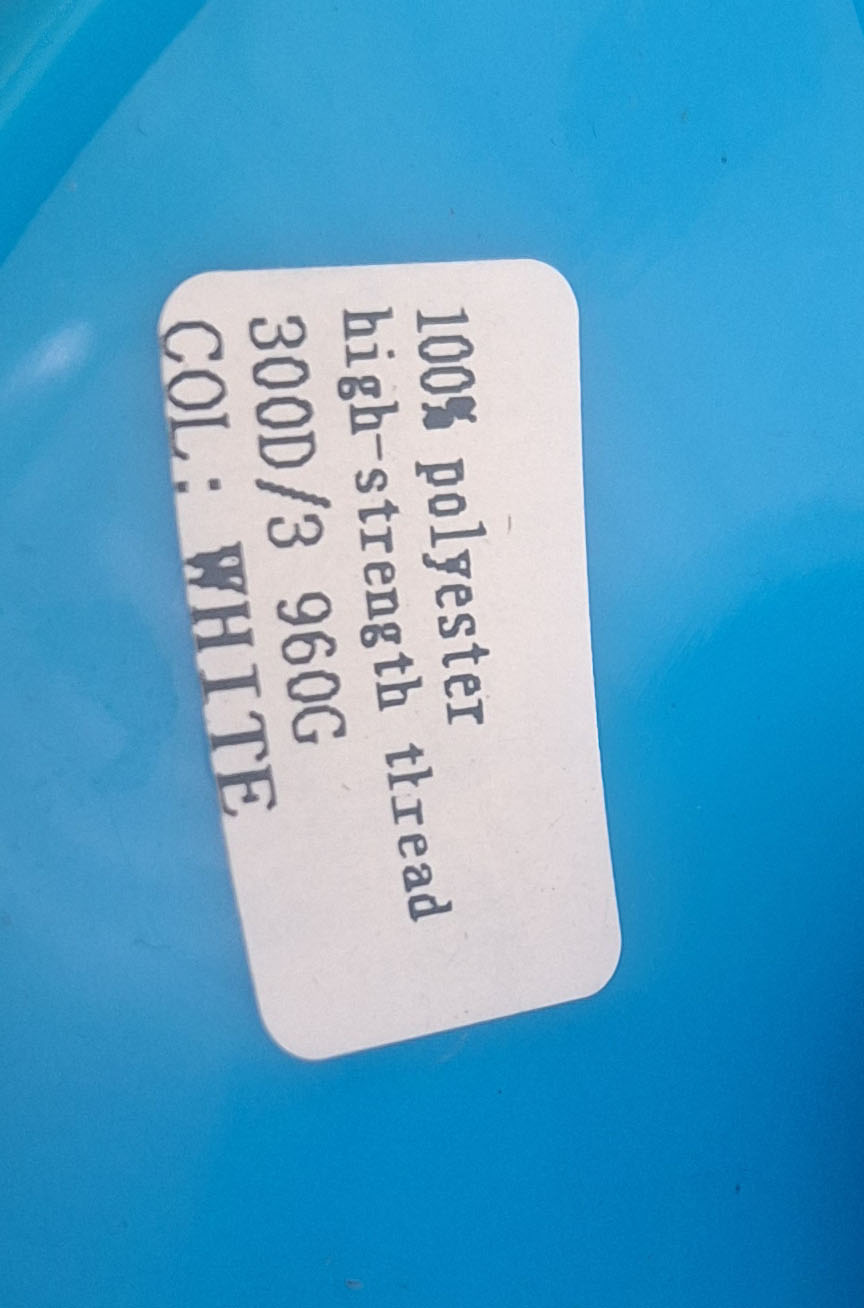 100% polyester
high-strength thread
300D/3 960G
COL: WHITE